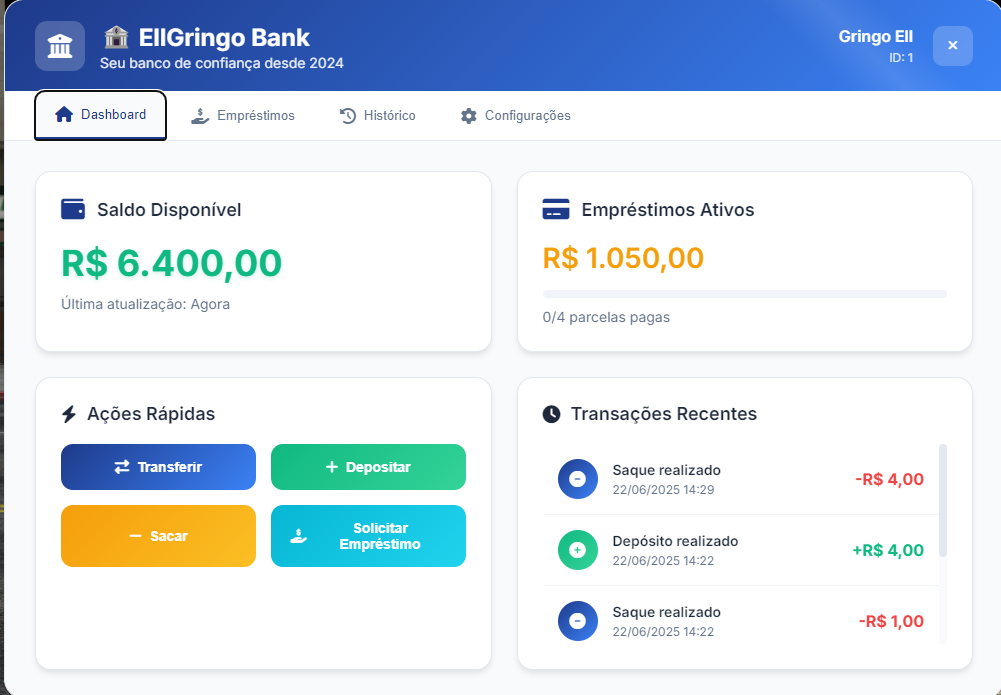 EllGringo Bank
Seu banco de confiança desde 2024
Gringo Ell
ID: 1
Dashboard
Empréstimos
Histórico
Configurações
Saldo Disponível
R$ 6.400,00
Última atualização: Agora
Empréstimos Ativos
R$ 1.050,00
0/4 parcelas pagas
Ações Rápidas
Transferir
Depositar
Sacar
Solicitar
Empréstimo
Transações Recentes
Saque realizado
22/06/2025 14:29
-R$ 4,00
Depósito realizado
22/06/2025 14:22
+R$ 4,00
Saque realizado
22/06/2025 14:22
-R$ 1,00